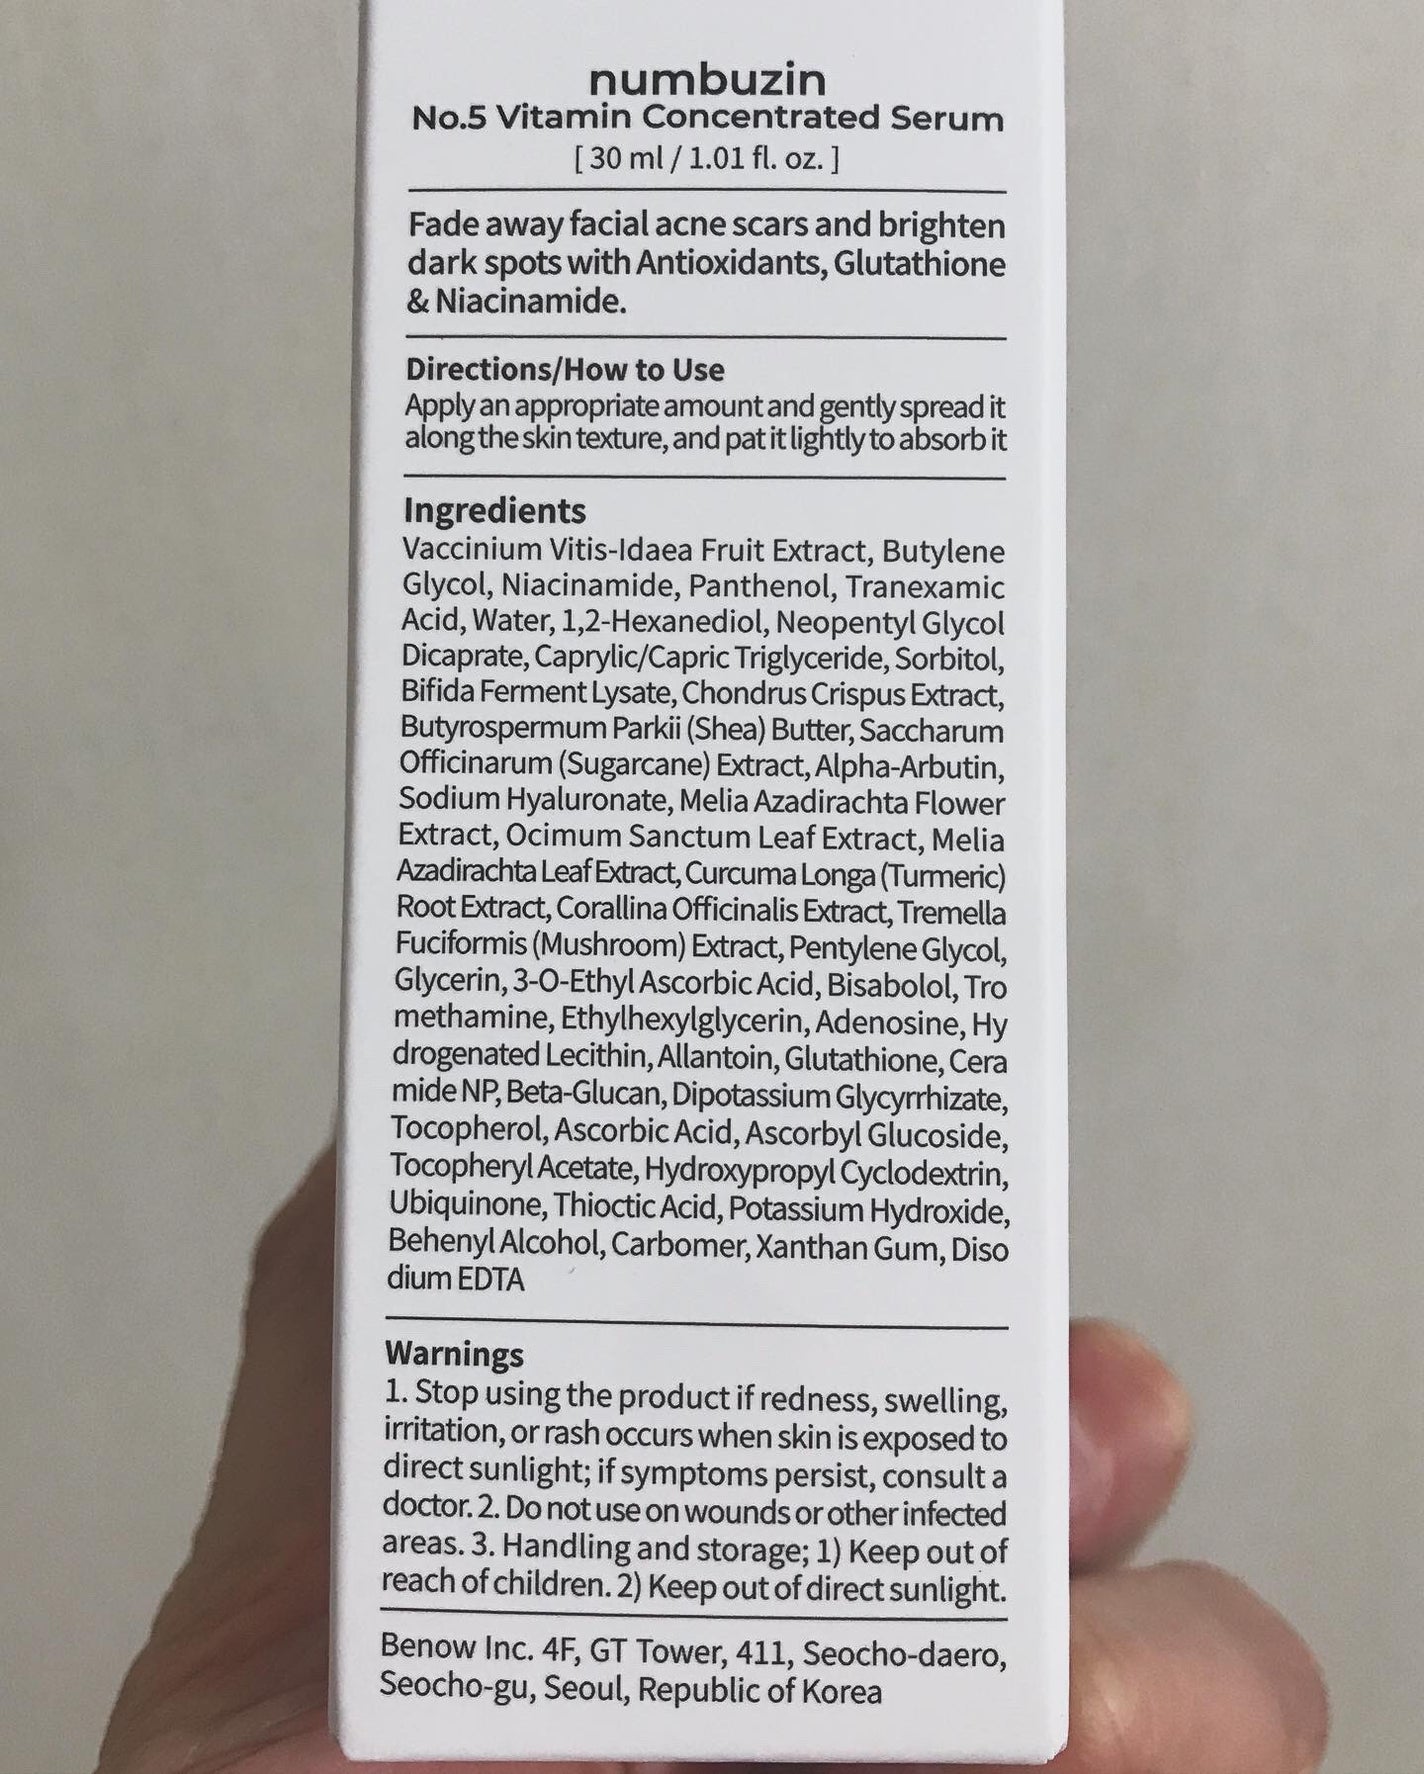 numbuzin
No.5 Vitamin Concentrated Serum
[ 30 ml / 1.01 fl. oz. ]
Fade away facial acne scars and brighten
dark spots with Antioxidants, Glutathione
& Niacinamide.
Directions/How to Use
Apply an appropriate amount and gently spread it
along the skin texture, and pat it lightly to absorb it
Ingredients
Vaccinium Vitis-Idaea Fruit Extract, Butylene
Glycol, Niacinamide, Panthenol, Tranexamic
Acid, Water, 1,2-Hexanediol, Neopentyl Glycol
Dicaprate, Caprylic/Capric Triglyceride, Sorbitol,
Bifida Ferment Lysate, Chondrus Crispus Extract,
Butyrospermum Parkii (Shea) Butter, Saccharum
Officinarum (Sugarcane) Extract, Alpha-Arbutin,
Sodium Hyaluronate, Melia Azadirachta Flower
Extract, Ocimum Sanctum Leaf Extract, Melia
Azadirachta Leaf Extract, Curcuma Longa (Turmeric)
Root Extract, Corallina Officinalis Extract, Tremella
Fuciformis (Mushroom) Extract, Pentylene Glycol,
Glycerin, 3-O-Ethyl Ascorbic Acid, Bisabolol, Tro
methamine, Ethylhexylglycerin, Adenosine, Hy
drogenated Lecithin, Allantoin, Glutathione, Cera
mide NP, Beta-Glucan, Dipotassium Glycyrrhizate,
Tocopherol, Ascorbic Acid, Ascorbyl Glucoside,
Tocopheryl Acetate, Hydroxypropyl Cyclodextrin,
Ubiquinone, Thioctic Acid, Potassium Hydroxide,
Behenyl Alcohol, Carbomer, Xanthan Gum, Diso
dium EDTA
Warnings
1. Stop using the product if redness, swelling,
irritation, or rash occurs when skin is exposed to
direct sunlight; if symptoms persist, consult a
doctor. 2. Do not use on wounds or other infected
areas. 3. Handling and storage; 1) Keep out of
reach of children. 2) Keep out of direct sunlight.
Benow Inc. 4F, GT Tower, 411, Seocho-daero,
Seocho-gu, Seoul, Republic of Korea